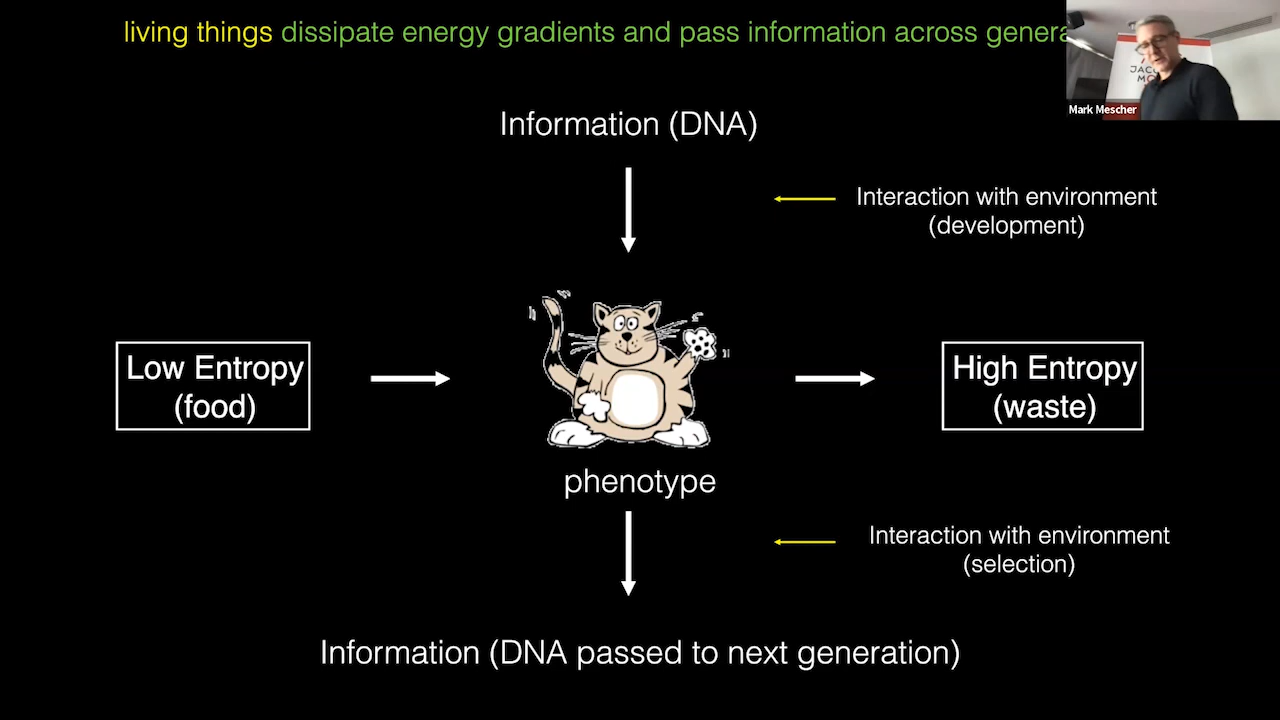 living things dissipate energy gradients and pass information across
Mark Mescher
Information (DNA)
Interaction with environment
(development)
Low Entropy
(food)
High Entropy
(waste)
phenotype
Interaction with environment
(selection)
Information (DNA passed to next generation)